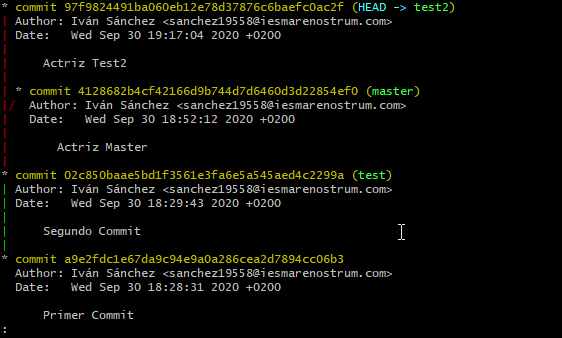 * commit 97f9824491ba060eb12e78d37876c6baefc0ac2f (HEAD -> test2)
| Author: Iván Sánchez <sanchez19558@iesmarenostrum.com>
| Date:   Wed Sep 30 19:17:04 2020 +0200
|
|     Actriz Test2
|
| * commit 4128682b4cf42166d9b744d7d6460d3d22854ef0 (master)
|/  Author: Iván Sánchez <sanchez19558@iesmarenostrum.com>
|   Date:   Wed Sep 30 18:52:12 2020 +0200
|
|       Actriz Master
|
* commit 02c850baae5bd1f3561e3fa6e5a545aed4c2299a (test)
| Author: Iván Sánchez <sanchez19558@iesmarenostrum.com>
| Date:   Wed Sep 30 18:29:43 2020 +0200
|
|     Segundo Commit
|
* commit a9e2fdc1e67da9c94e9a0a286cea2d7894cc06b3
  Author: Iván Sánchez <sanchez19558@iesmarenostrum.com>
  Date:   Wed Sep 30 18:28:31 2020 +0200

      Primer Commit
: